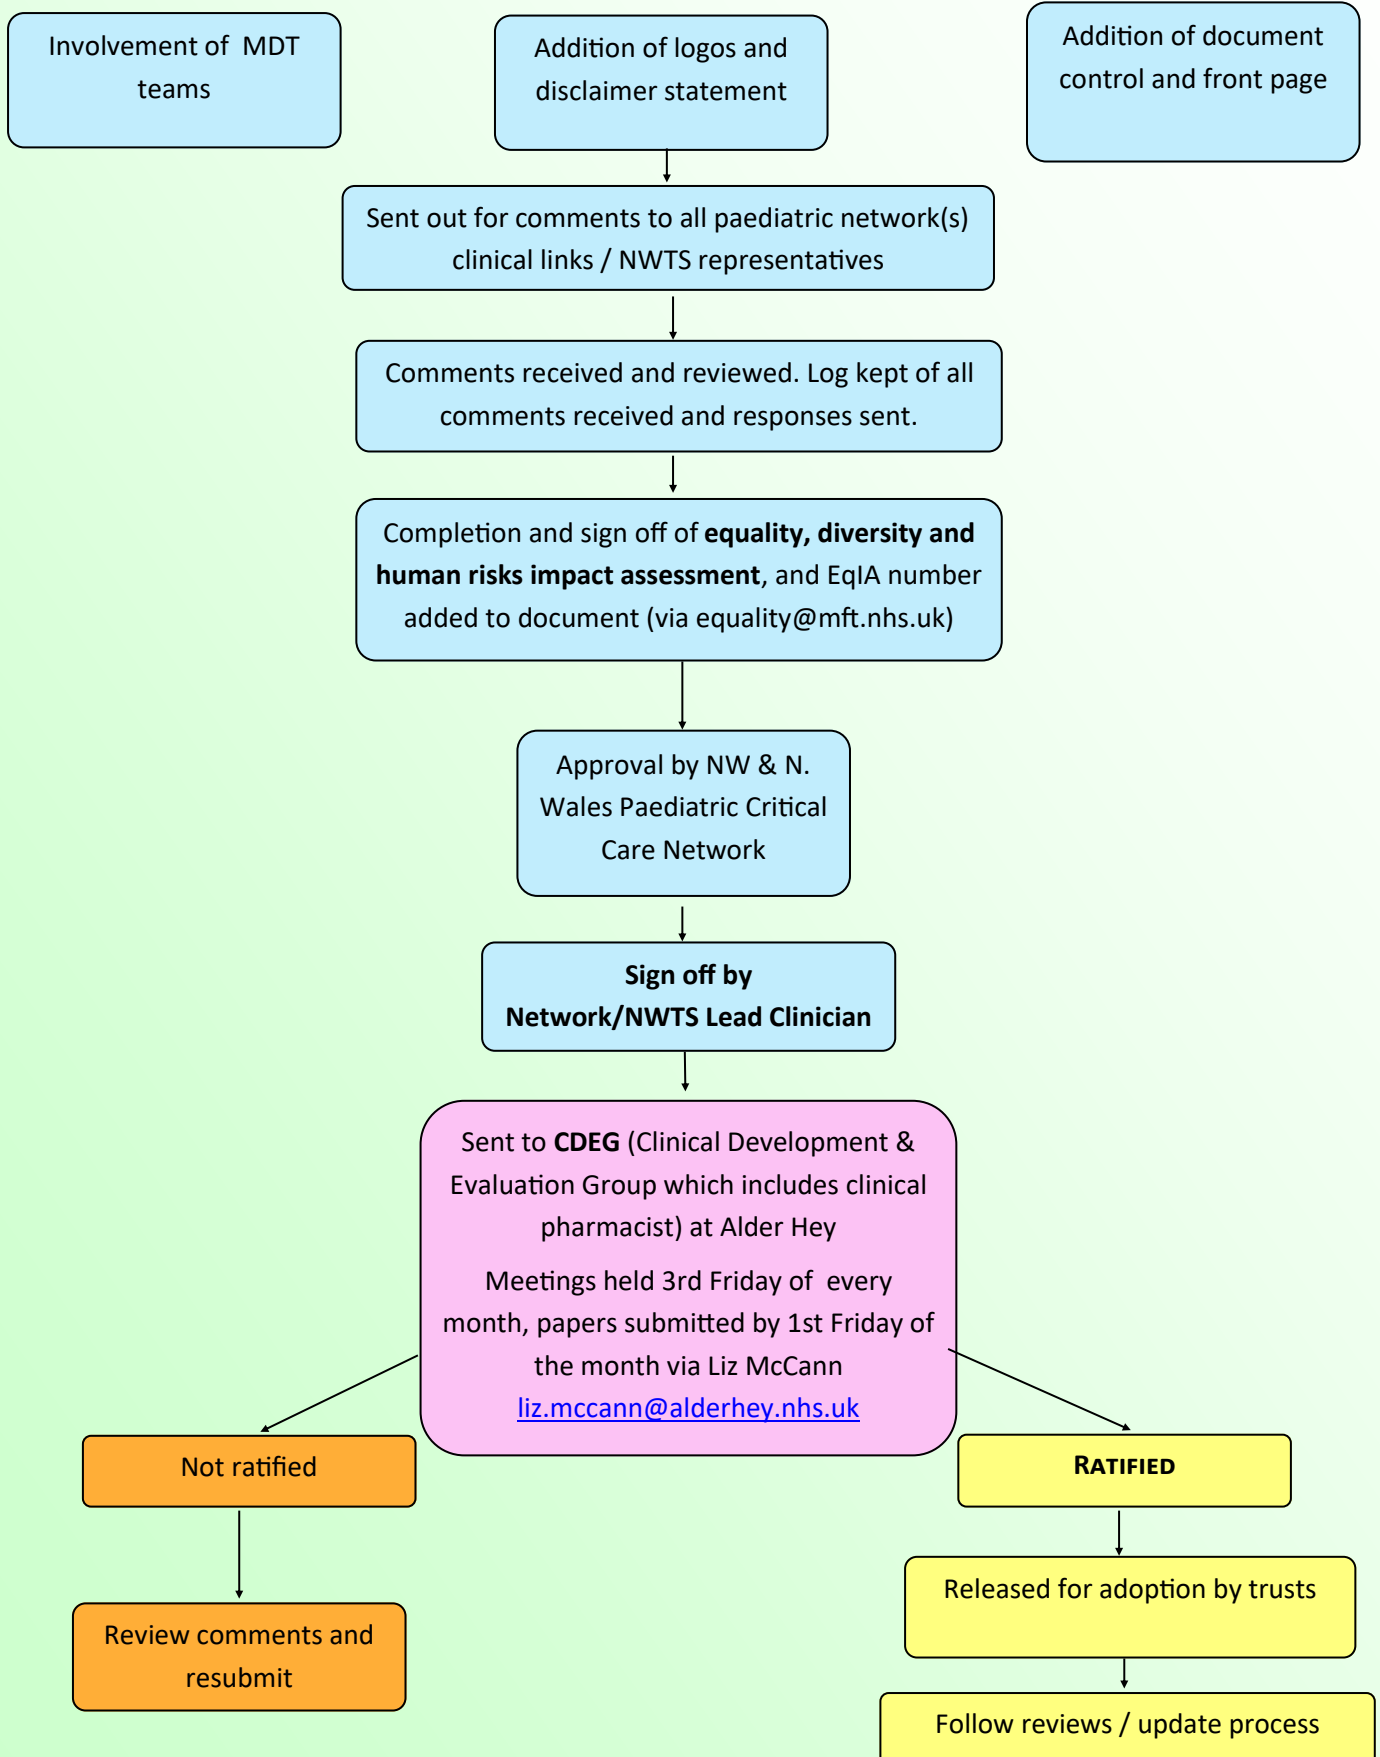 Involvement of  MDT
teams
Addition of logos and
disclaimer statement
Addition of document
control and front page
Sent out for comments to all paediatric network(s)
clinical links / NWTS representatives
Comments received and reviewed. Log kept of all
comments received and responses sent.
Completion and sign off of equality, diversity and
human risks impact assessment, and EqIA number
added to document (via equality@mft.nhs.uk)
Approval by NW & N.
Wales Paediatric Critical
Care Network
Sign off by
Network/NWTS Lead Clinician
Sent to CDEG (Clinical Development &
Evaluation Group which includes clinical
pharmacist) at Alder Hey
Meetings held 3rd Friday of  every
month, papers submitted by 1st Friday of
the month via Liz McCann
liz.mccann@alderhey.nhs.uk
Not ratified
RATIFIED
Released for adoption by trusts
Review comments and
resubmit
Follow reviews / update process